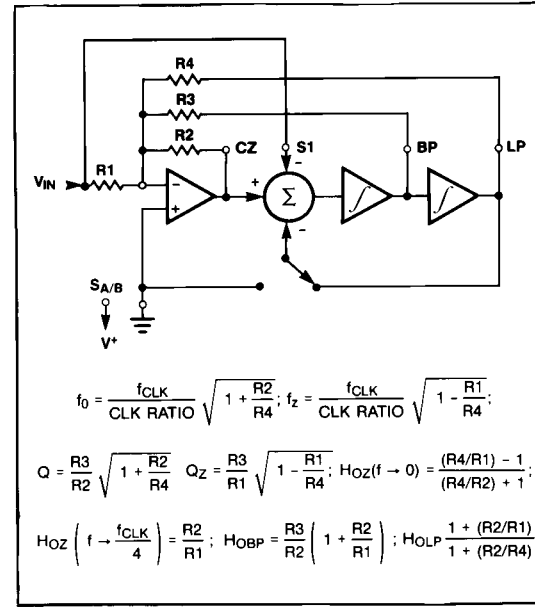 R4
R3
R2 CZ S1 BP LP
VIN R1 - + Σ ∫ ∫
+
-
-
SA/B
V+
f0 = fCLK/CLK RATIO √(1 + R2/R4); fz = fCLK/CLK RATIO √(1 − R1/R4);
Q = R3/R2 √(1 + R2/R4) QZ = R3/R1 √(1 − R1/R4); HOZ(f → 0) = (R4/R1) − 1/(R4/R2) + 1;
HOZ (f → fCLK/4) = R2/R1; HOBP = R3/R2 (1 + R2/R1); HOLP 1 + (R2/R1)/1 + (R2/R4)